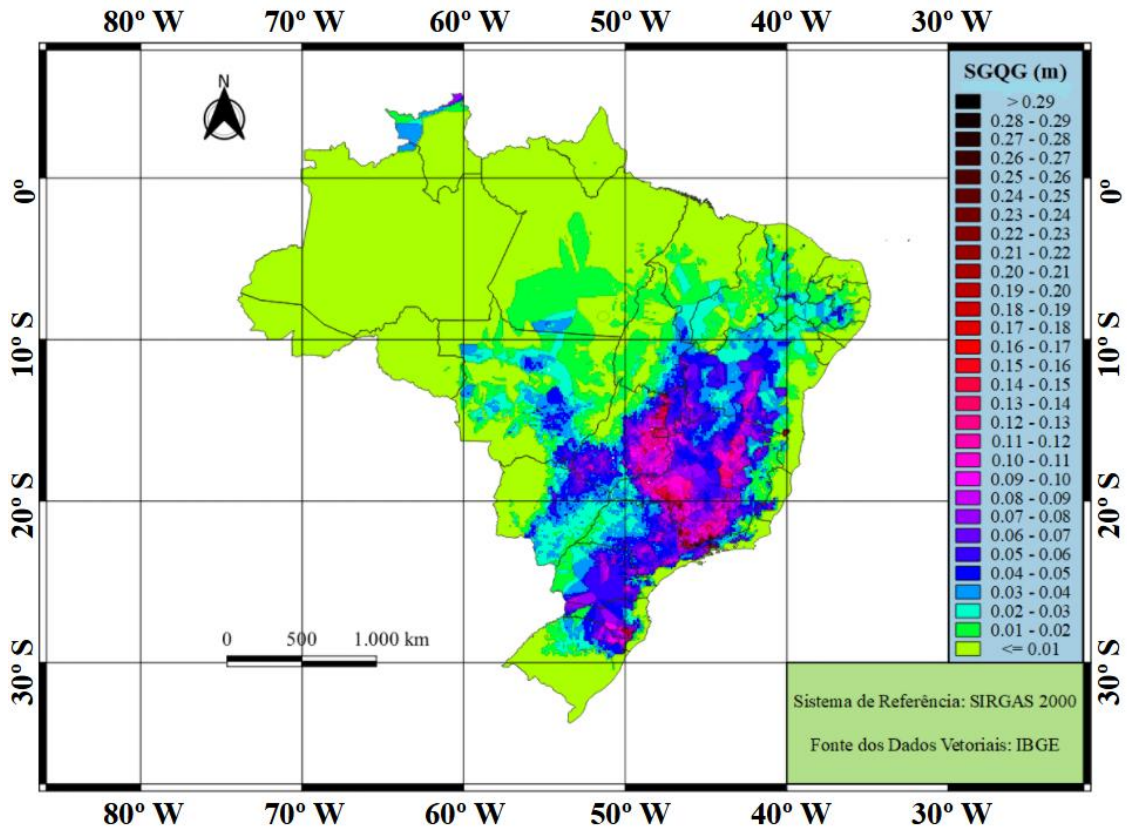 80º W 70º W 60º W 50º W 40º W 30º W
N
SGQG (m)
> 0.29
0.28 - 0.29
0.27 - 0.28
0.26 - 0.27
0.25 - 0.26
0.24 - 0.25
0.23 - 0.24
0.22 - 0.23
0.21 - 0.22
0.20 - 0.21
0.19 - 0.20
0.18 - 0.19
0.17 - 0.18
0.16 - 0.17
0.15 - 0.16
0.14 - 0.15
0.13 - 0.14
0.12 - 0.13
0.11 - 0.12
0.10 - 0.11
0.09 - 0.10
0.08 - 0.09
0.07 - 0.08
0.06 - 0.07
0.05 - 0.06
0.04 - 0.05
0.03 - 0.04
0.02 - 0.03
0.01 - 0.02
<= 0.01
0º 0º
10º S 10º S
20º S 20º S
30º S 30º S
0 500 1.000 km
Sistema de Referência: SIRGAS 2000
Fonte dos Dados Vetoriais: IBGE
80º W 70º W 60º W 50º W 40º W 30º W